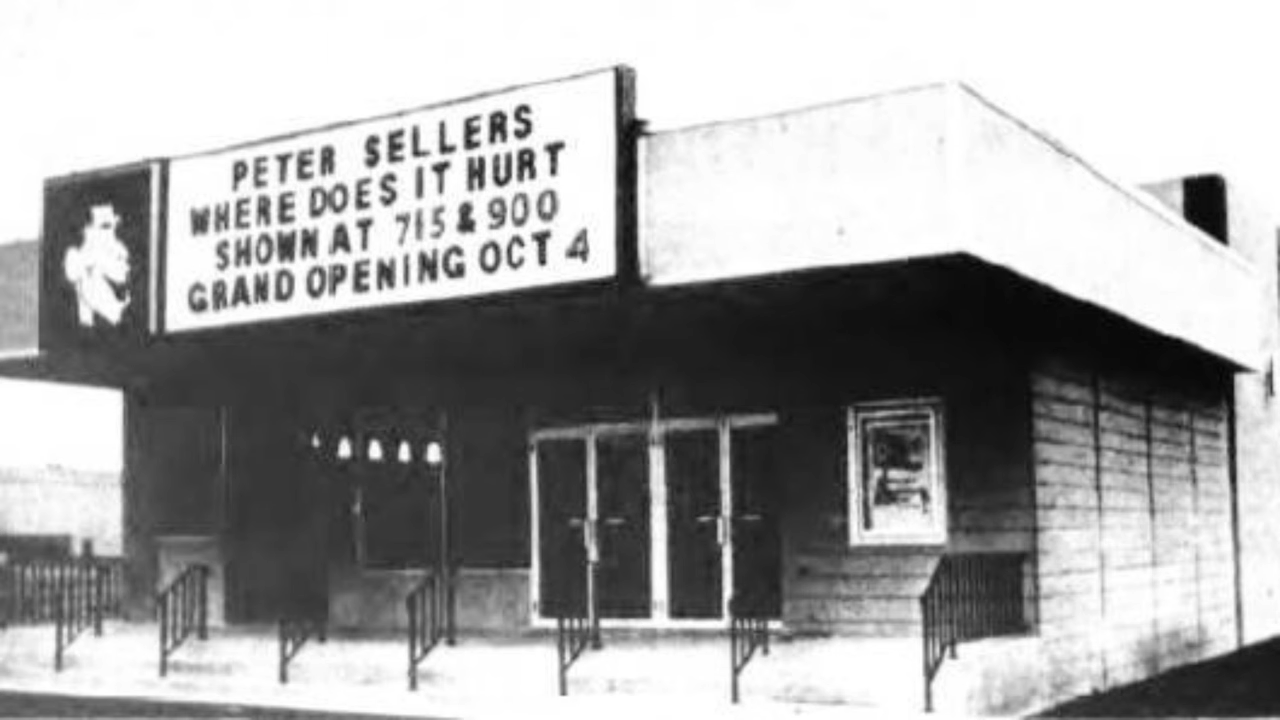 PETER SELLERS
WHERE DOES IT HURT
SHOWN AT 715 & 900
GRAND OPENING OCT 4